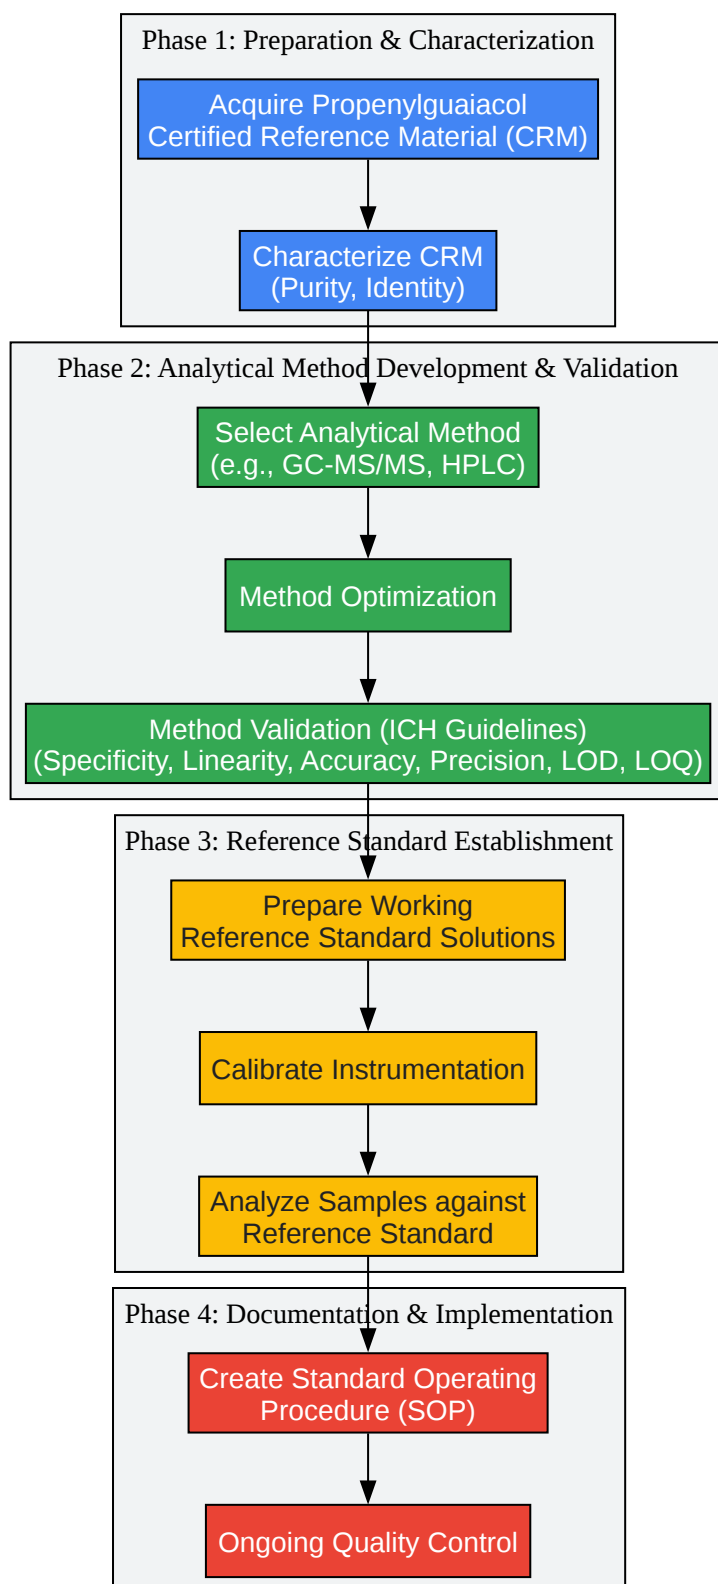 Phase 1: Preparation & Characterization
Acquire Propenylguaiacol
Certified Reference Material (CRM)
Characterize CRM
(Purity, Identity)
Phase 2: Analytical Method Development & Validation
Select Analytical Method
(e.g., GC-MS/MS, HPLC)
Method Optimization
Method Validation (ICH Guidelines)
(Specificity, Linearity, Accuracy, Precision, LOD, LOQ)
Phase 3: Reference Standard Establishment
Prepare Working
Reference Standard Solutions
Calibrate Instrumentation
Analyze Samples against
Reference Standard
Phase 4: Documentation & Implementation
Create Standard Operating
Procedure (SOP)
Ongoing Quality Control